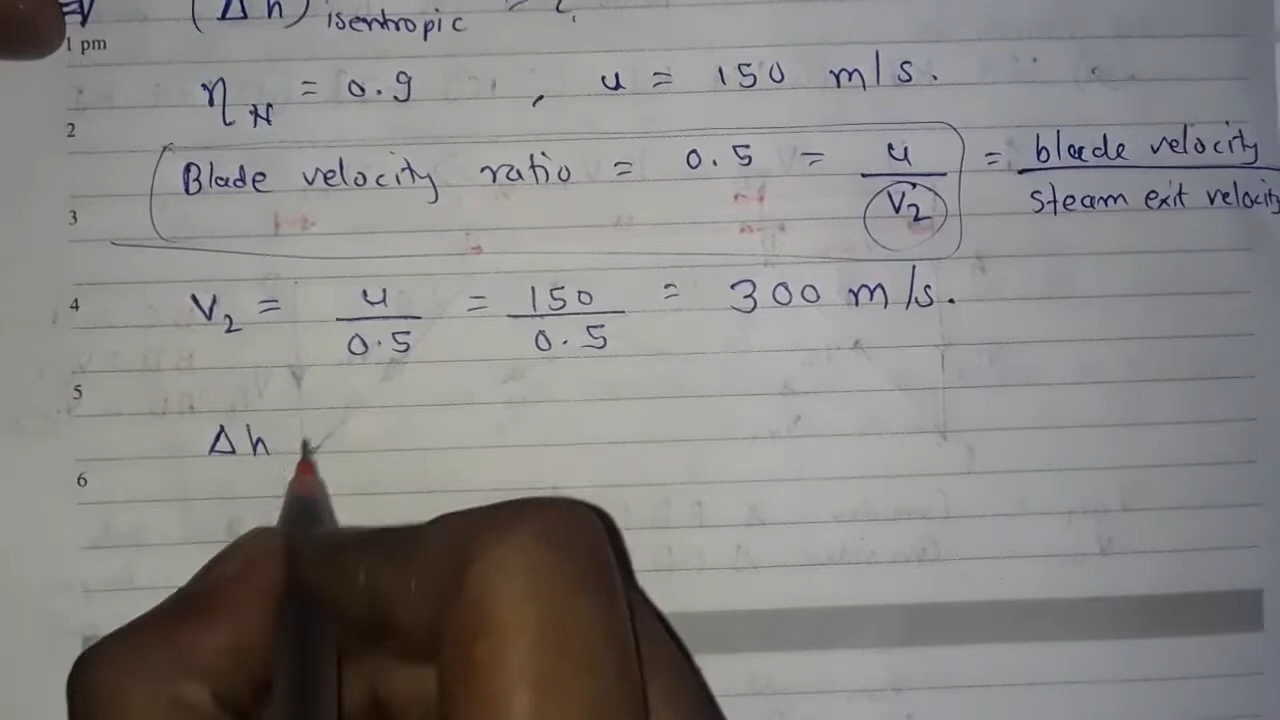 (Δh) isentropic
1 pm
η_N = 0.9 , u = 150 m/s.
2
Blade velocity ratio = 0.5 = u/V₂ = blade velocity/steam exit velocity
3
4
V₂ = u/0.5 = 150/0.5 = 300 m/s.
5
Δh
6